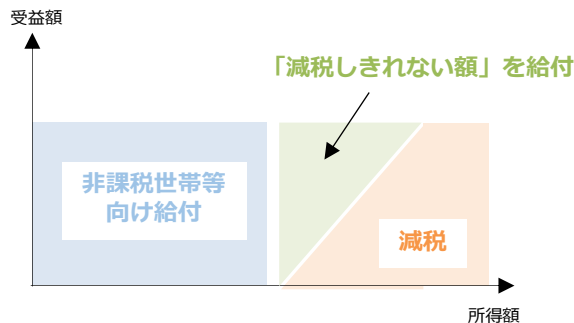 受益額
「減税しきれない額」を給付
非課税世帯等
向け給付
減税
所得額